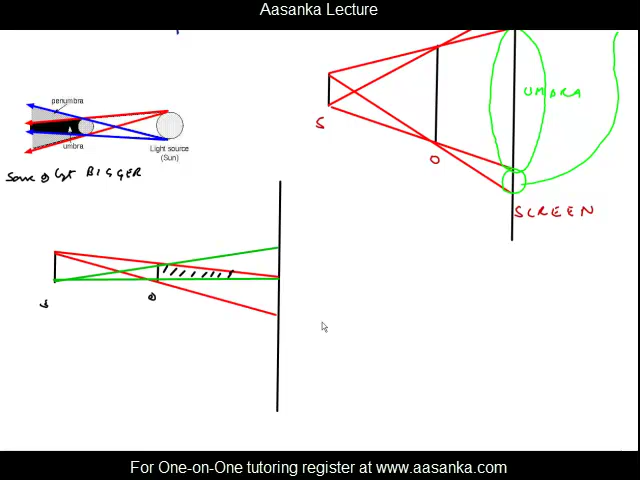 Aasanka Lecture
penumbra
umbra
Light source
(Sun)
BIGGER
UMBRA
S
O
SCREEN
S
O
For One-on-One tutoring register at www.aasanka.com